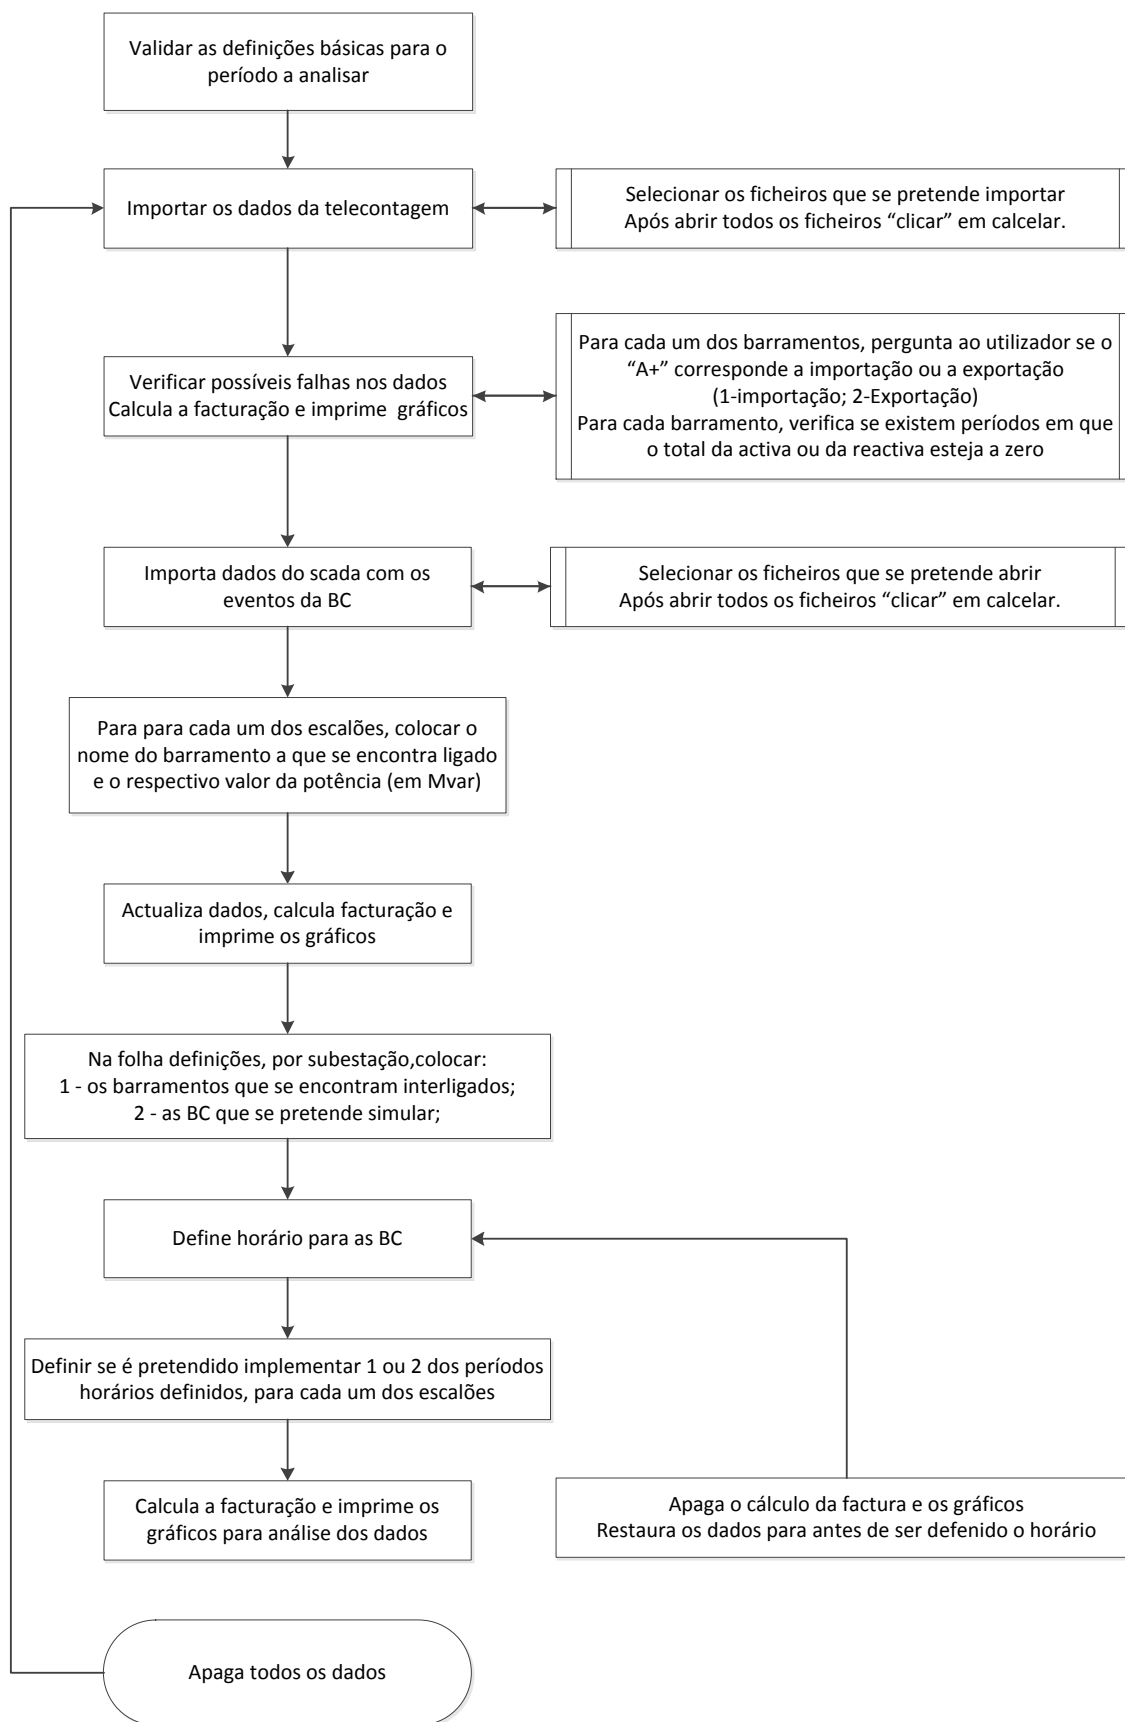 Validar as definições básicas para o
período a analisar
Importar os dados da telecontagem
Selecionar os ficheiros que se pretende importar
Após abrir todos os ficheiros “clicar” em calcelar.
Verificar possíveis falhas nos dados
Calcula a facturação e imprime gráficos
Para cada um dos barramentos, pergunta ao utilizador se o
“A+” corresponde a importação ou a exportação
(1-importação; 2-Exportação)
Para cada barramento, verifica se existem períodos em que
o total da activa ou da reactiva esteja a zero
Importa dados do scada com os
eventos da BC
Selecionar os ficheiros que se pretende abrir
Após abrir todos os ficheiros “clicar” em calcelar.
Para para cada um dos escalões, colocar o
nome do barramento a que se encontra ligado
e o respectivo valor da potência (em Mvar)
Actualiza dados, calcula facturação e
imprime os gráficos
Na folha definições, por subestação,colocar:
1 - os barramentos que se encontram interligados;
2 - as BC que se pretende simular;
Define horário para as BC
Definir se é pretendido implementar 1 ou 2 dos períodos
horários definidos, para cada um dos escalões
Calcula a facturação e imprime os
gráficos para análise dos dados
Apaga o cálculo da factura e os gráficos
Restaura os dados para antes de ser defenido o horário
Apaga todos os dados